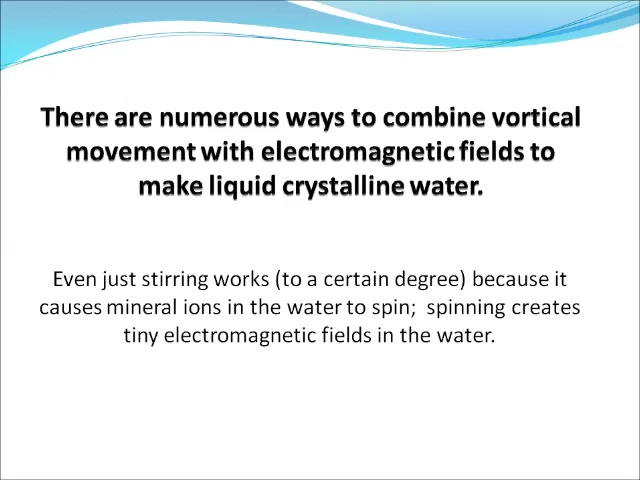 There are numerous ways to combine vortical
movement with electromagnetic fields to
make liquid crystalline water.
Even just stirring works (to a certain degree) because it
causes mineral ions in the water to spin;  spinning creates
tiny electromagnetic fields in the water.